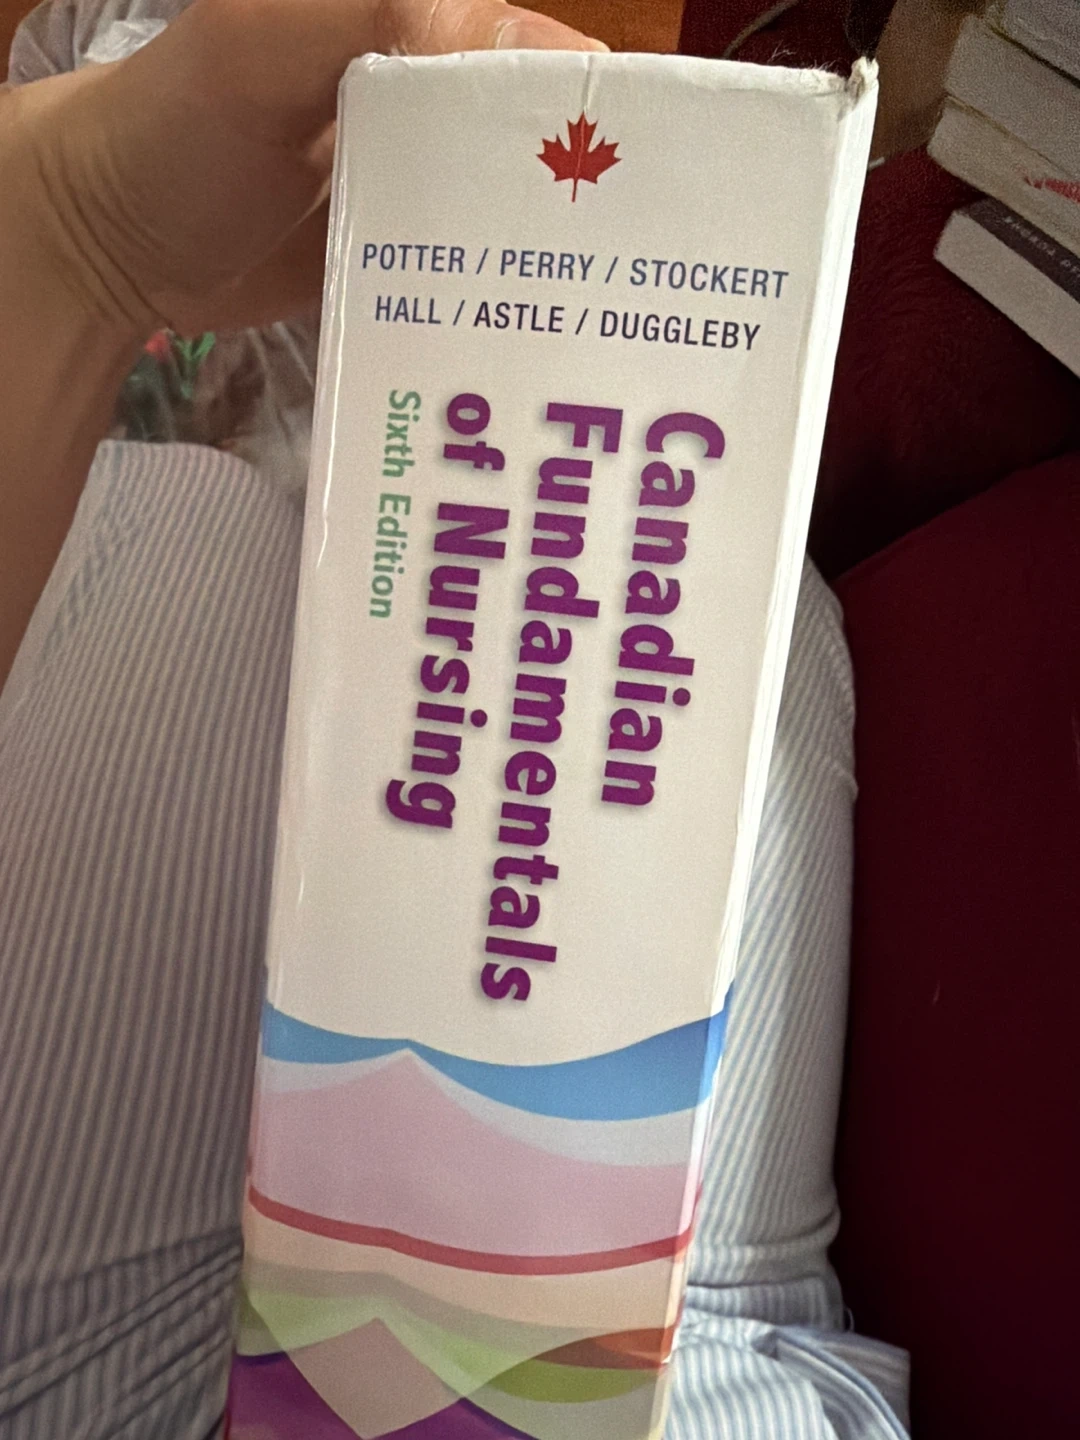 POTTER / PERRY / STOCKERT
HALL / ASTLE / DUGGLEBY
Canadian
Fundamentals
of Nursing
Sixth Edition